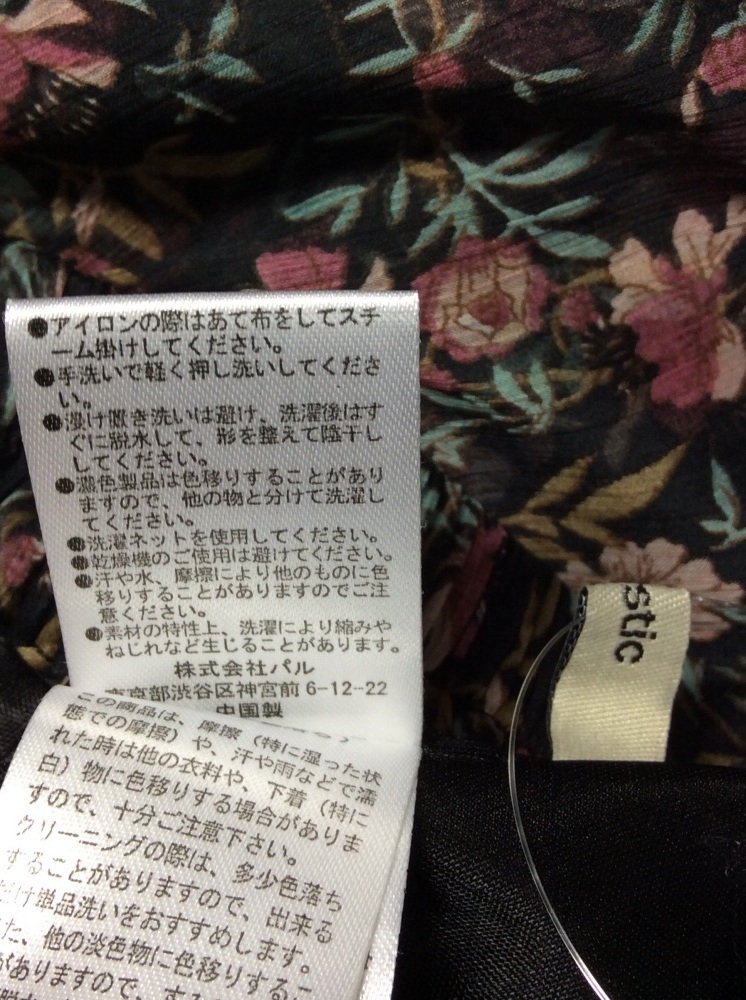 ●アイロンの際はあて布をしてスチ
ーム掛けしてください。
●手洗いで軽く押し洗いしてくださ
い。
●浸け置き洗いは避け、洗濯後はす
ぐに脱水して、形を整えて陰干し
してください。
●濃色製品は色移りすることがあり
ますので、他の物と分けて洗濯し
てください。
●洗濯ネットを使用してください。
●乾燥機のご使用は避けてください。
●汗や水、摩擦により他のものに色
移りすることがありますのでご注
意ください。
●素材の特性上、洗濯により縮みや
ねじれなど生じることがあります。
株式会社パル
東京都渋谷区神宮前 6-12-22
中国製
この商品は、摩擦（特に湿った状
態での摩擦）や、汗や雨などで濡
れた時は他の衣料や、下着（特に
白）物に色移りする場合がありま
すので、十分ご注意下さい。
クリーニングの際は、多少色落ち
することがありますので、出来る
だけ単品洗いをおすすめします。
た、他の淡色物に色移りする
がありますので、
stic